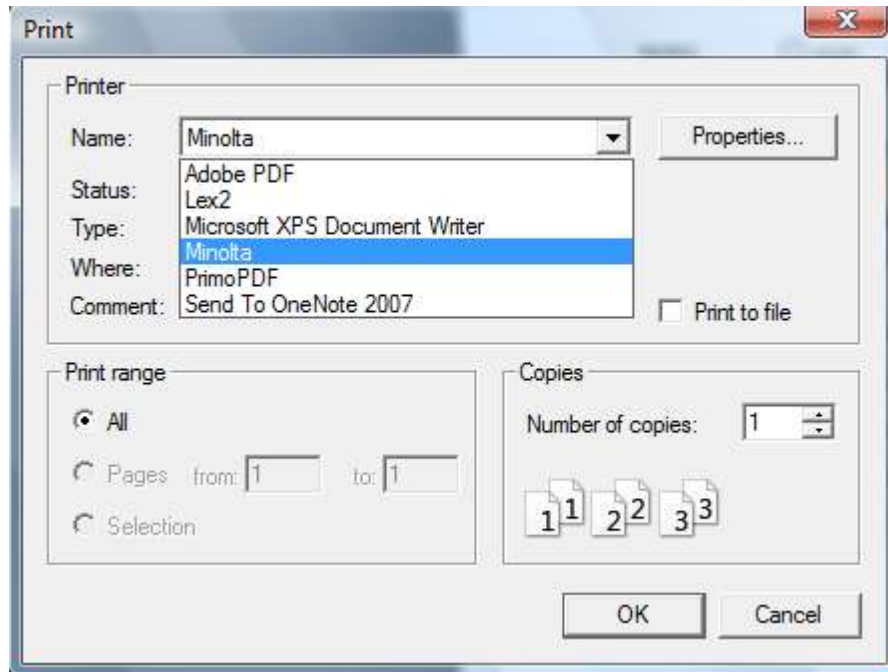 Print
Printer
Name: Minolta Properties...
Adobe PDF
Status:
Lex2
Type: Microsoft XPS Document Writer
Minolta
Where:
PrimoPDF
Comment: Send To OneNote 2007 Print to file
Print range
All
Pages from: 1 to: 1
Selection
Copies
Number of copies: 1
1 1 2 2 3 3
OK Cancel